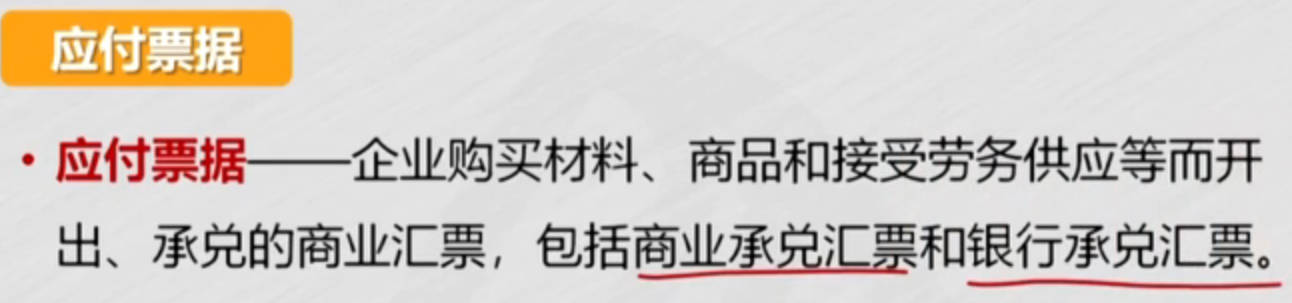 应付票据
• 应付票据——企业购买材料、商品和接受劳务供应等而开
出、承兑的商业汇票，包括商业承兑汇票和银行承兑汇票。